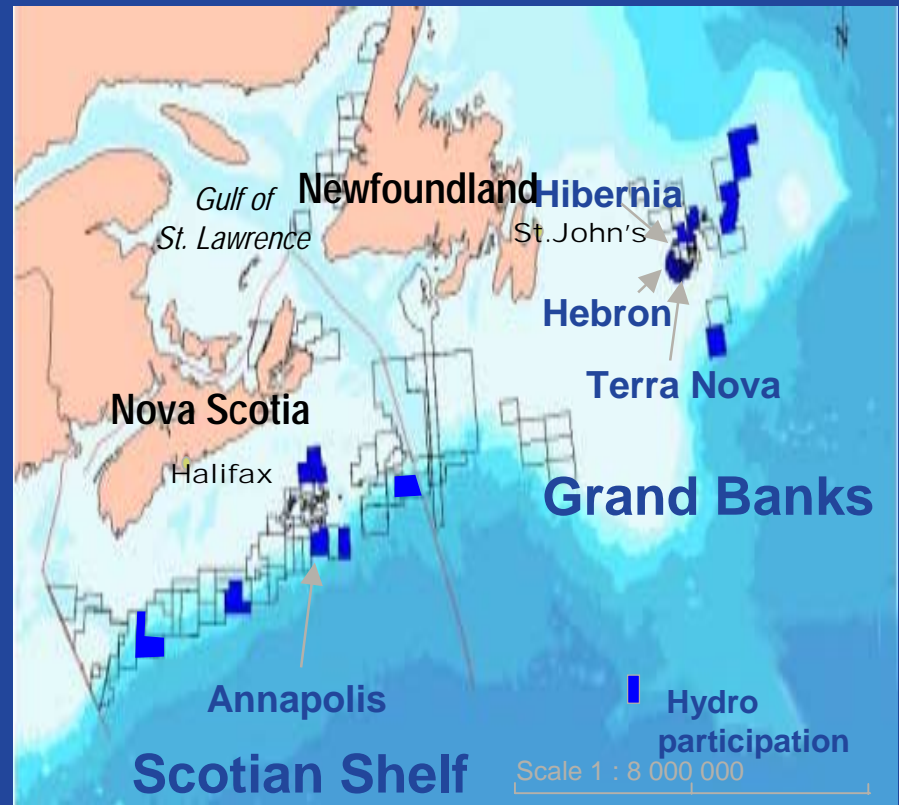 N
Gulf of
St. Lawrence
Newfoundland
Hibernia
St.John's
Hebron
Terra Nova
Nova Scotia
Halifax
Grand Banks
Annapolis
Hydro
participation
Scotian Shelf
Scale 1 : 8 000 000